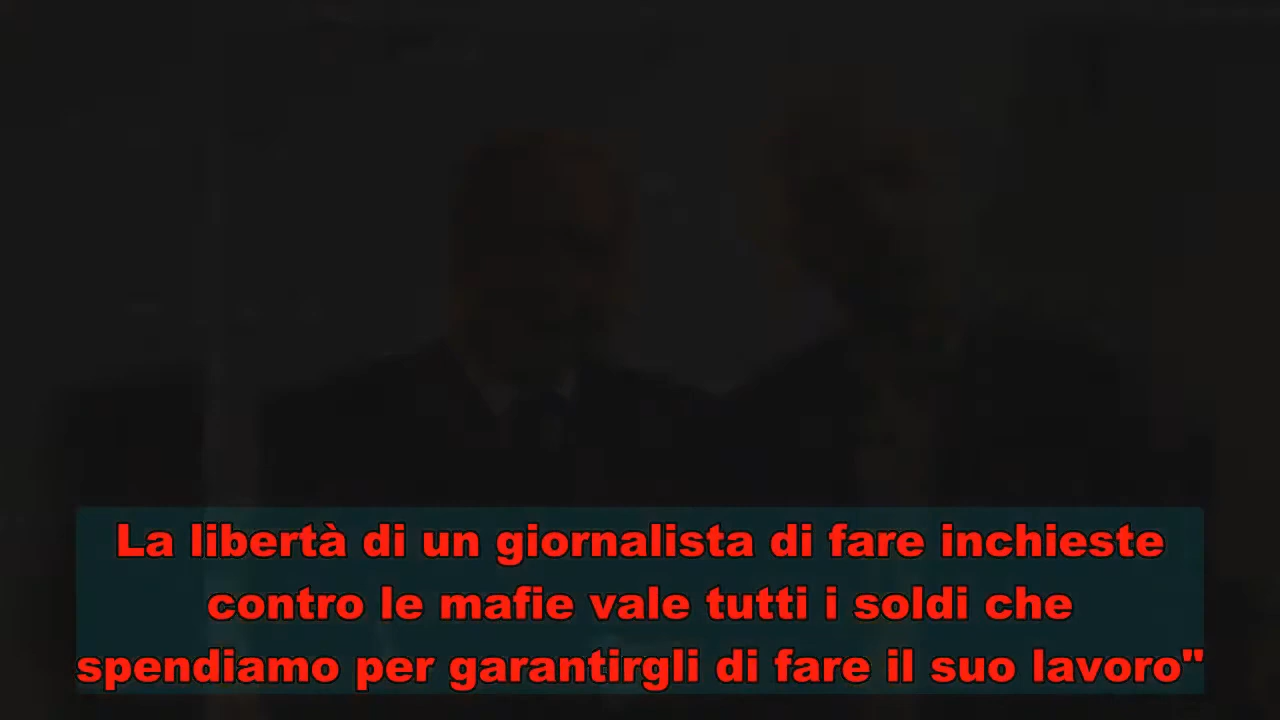 La libertà di un giornalista di fare inchieste
contro le mafie vale tutti i soldi che
spendiamo per garantirgli di fare il suo lavoro"